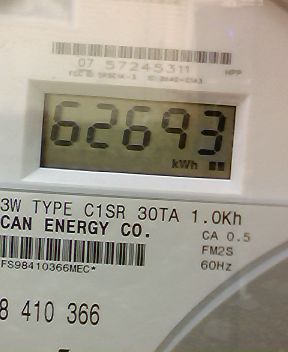 07 57245311
62693
kWh
3W TYPE C1SR 30TA 1.0Kh
CAN ENERGY CO.
CA 0.5
FM2S
60Hz
FS98410366MEC*
8 410 366